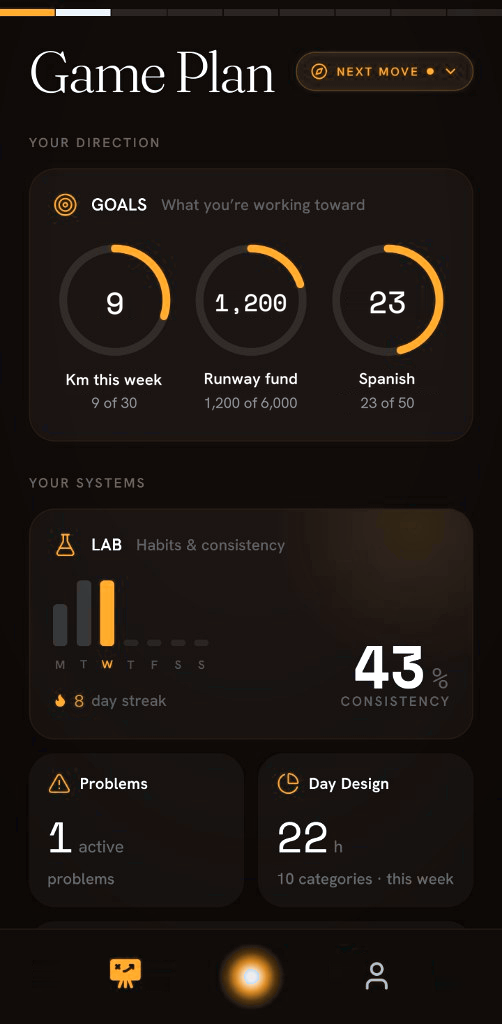 Game Plan
NEXT MOVE
YOUR DIRECTION
GOALS What you're working toward
9 1,200 23
Km this week Runway fund Spanish
9 of 30 1,200 of 6,000 23 of 50
YOUR SYSTEMS
LAB Habits & consistency
M T W T F S S
43 %
8 day streak
CONSISTENCY
Problems
1 active
problems
Day Design
22 h
10 categories · this week